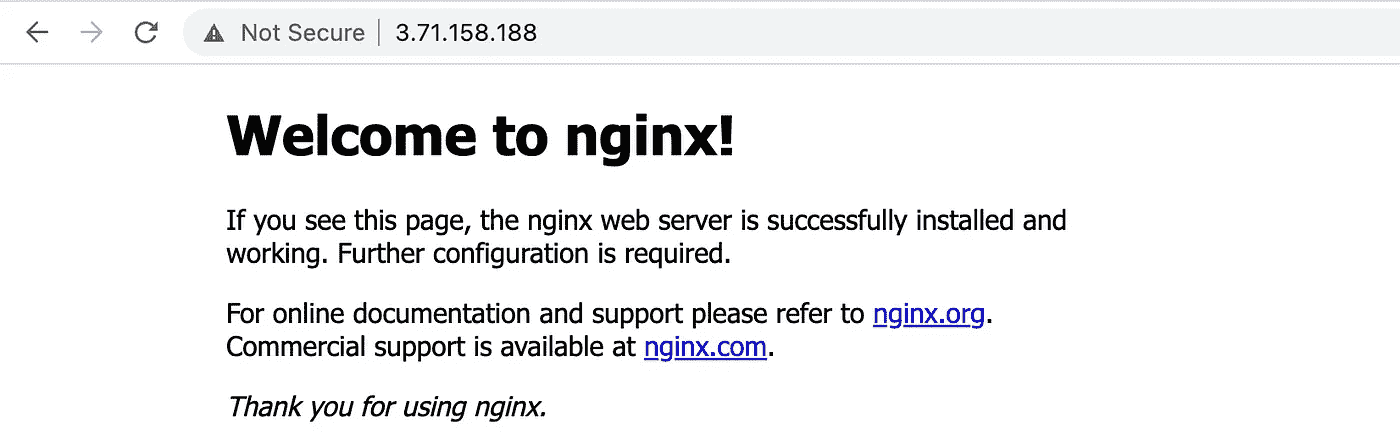 Not Secure 3.71.158.188
Welcome to nginx!
If you see this page, the nginx web server is successfully installed and
working. Further configuration is required.
For online documentation and support please refer to nginx.org.
Commercial support is available at nginx.com.
Thank you for using nginx.